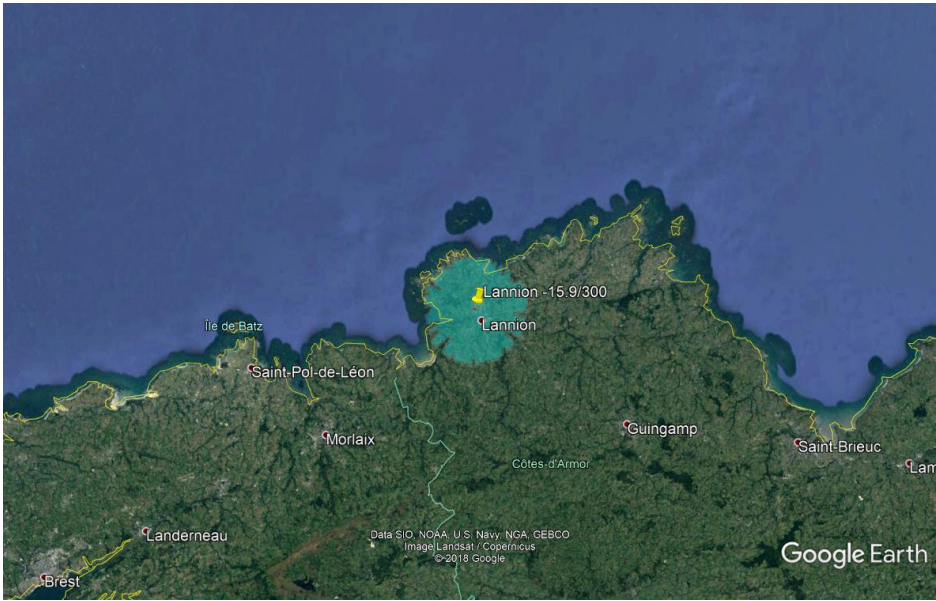 Lannion -15.9/300
Lannion
Île de Batz
Saint-Pol-de-Léon
Morlaix
Guingamp
Saint-Brieuc
Lam
Côtes-d'Armor
Landerneau
Brest
Data SIO, NOAA, U.S. Navy, NGA, GEBCO
Image Landsat / Copernicus
© 2018 Google
Google Earth